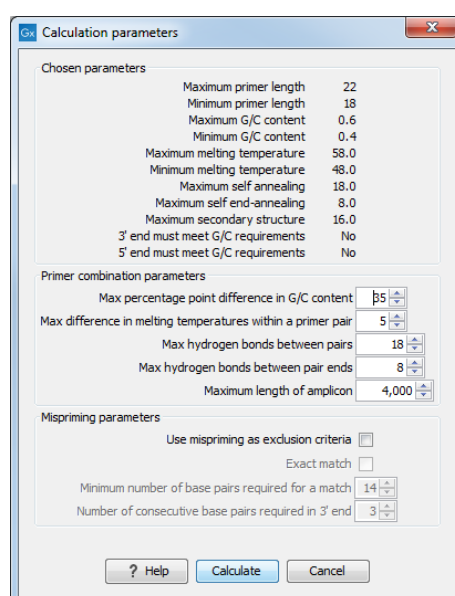 Gx Calculation parameters
Chosen parameters
Maximum primer length 22
Minimum primer length 18
Maximum G/C content 0.6
Minimum G/C content 0.4
Maximum melting temperature 58.0
Minimum melting temperature 48.0
Maximum self annealing 18.0
Maximum self end-annealing 8.0
Maximum secondary structure 16.0
3' end must meet G/C requirements No
5' end must meet G/C requirements No
Primer combination parameters
Max percentage point difference in G/C content 35
Max difference in melting temperatures within a primer pair 5
Max hydrogen bonds between pairs 18
Max hydrogen bonds between pair ends 8
Maximum length of amplicon 4,000
Mispriming parameters
Use mispriming as exclusion criteria
Exact match
Minimum number of base pairs required for a match 14
Number of consecutive base pairs required in 3' end 3
? Help Calculate Cancel